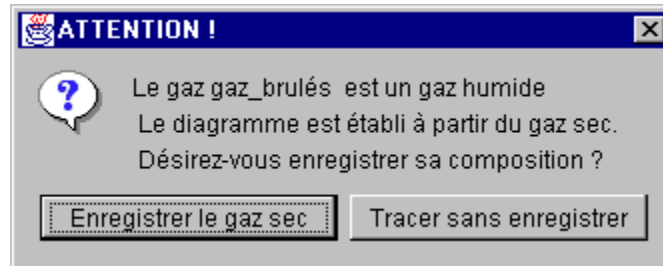 ATTENTION !
Le gaz gaz_brulés est un gaz humide
Le diagramme est établi à partir du gaz sec.
Désirez-vous enregistrer sa composition ?
Enregistrer le gaz sec
Tracer sans enregistrer